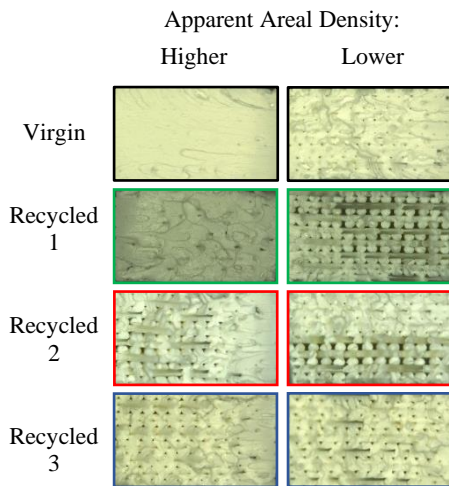 Apparent Areal Density:
Higher
Lower
Virgin
Recycled
1
Recycled
2
Recycled
3